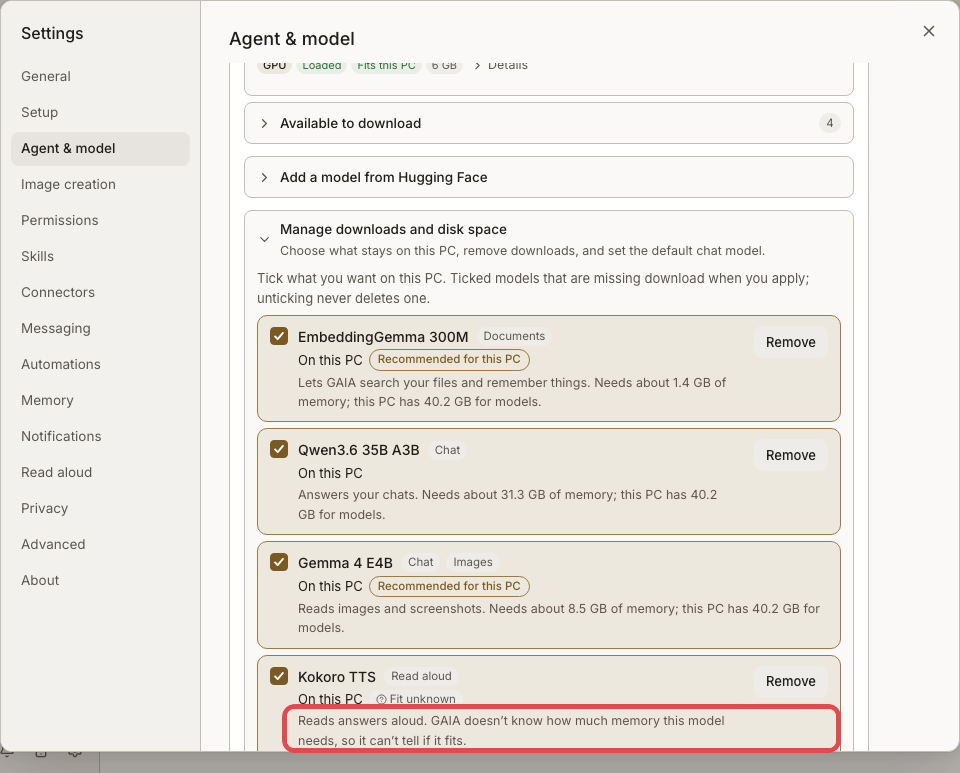 Settings
General
Setup
Agent & model
Image creation
Permissions
Skills
Connectors
Messaging
Automations
Memory
Notifications
Read aloud
Privacy
Advanced
About
Agent & model
GPU Loaded Fits this PC 6 GB Details
Available to download 4
Add a model from Hugging Face
Manage downloads and disk space
Choose what stays on this PC, remove downloads, and set the default chat model.
Tick what you want on this PC. Ticked models that are missing download when you apply;
unticking never deletes one.
EmbeddingGemma 300M Documents Remove
On this PC Recommended for this PC
Lets GAIA search your files and remember things. Needs about 1.4 GB of
memory; this PC has 40.2 GB for models.
Qwen3.6 35B A3B Chat Remove
On this PC
Answers your chats. Needs about 31.3 GB of memory; this PC has 40.2
GB for models.
Gemma 4 E4B Chat Images
On this PC Recommended for this PC
Reads images and screenshots. Needs about 8.5 GB of memory; this PC has 40.2 GB for
models.
Kokoro TTS Read aloud Remove
On this PC Fit unknown
Reads answers aloud. GAIA doesn’t know how much memory this model
needs, so it can’t tell if it fits.